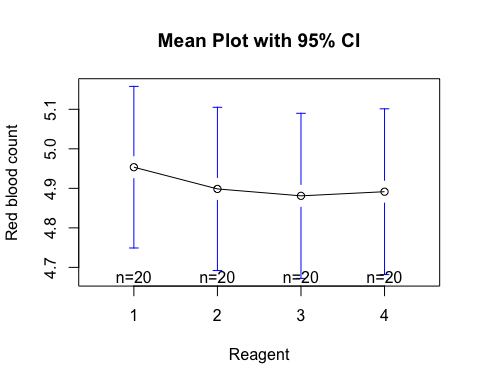 Mean Plot with 95% CI
Red blood count
5.1
5.0
4.9
4.8
4.7
n=20 n=20 n=20 n=20
1 2 3 4
Reagent